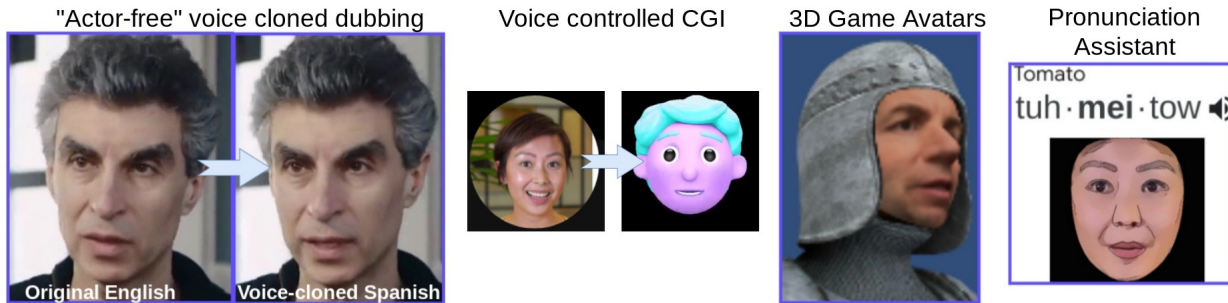 "Actor-free" voice cloned dubbing
Original English
Voice-cloned Spanish
Voice controlled CGI
3D Game Avatars
Pronunciation
Assistant
Tomato
tuh·mei·tow